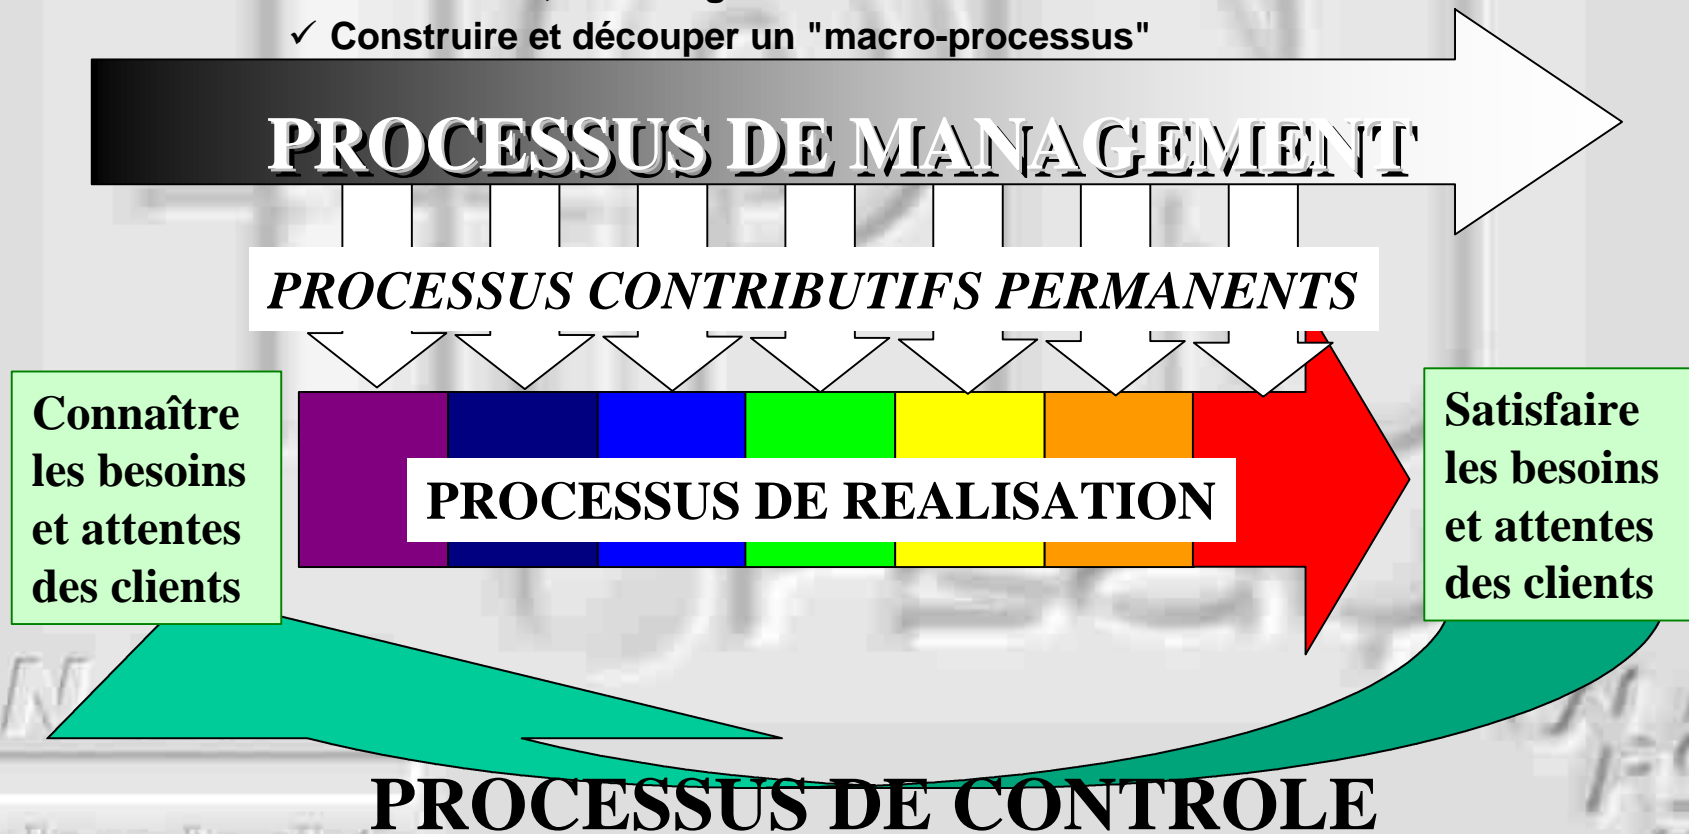 ✓ Construire et découper un "macro-processus"
PROCESSUS DE MANAGEMENT
PROCESSUS CONTRIBUTIFS PERMANENTS
Connaître
les besoins
et attentes
des clients
PROCESSUS DE REALISATION
Satisfaire
les besoins
et attentes
des clients
PROCESSUS DE CONTROLE